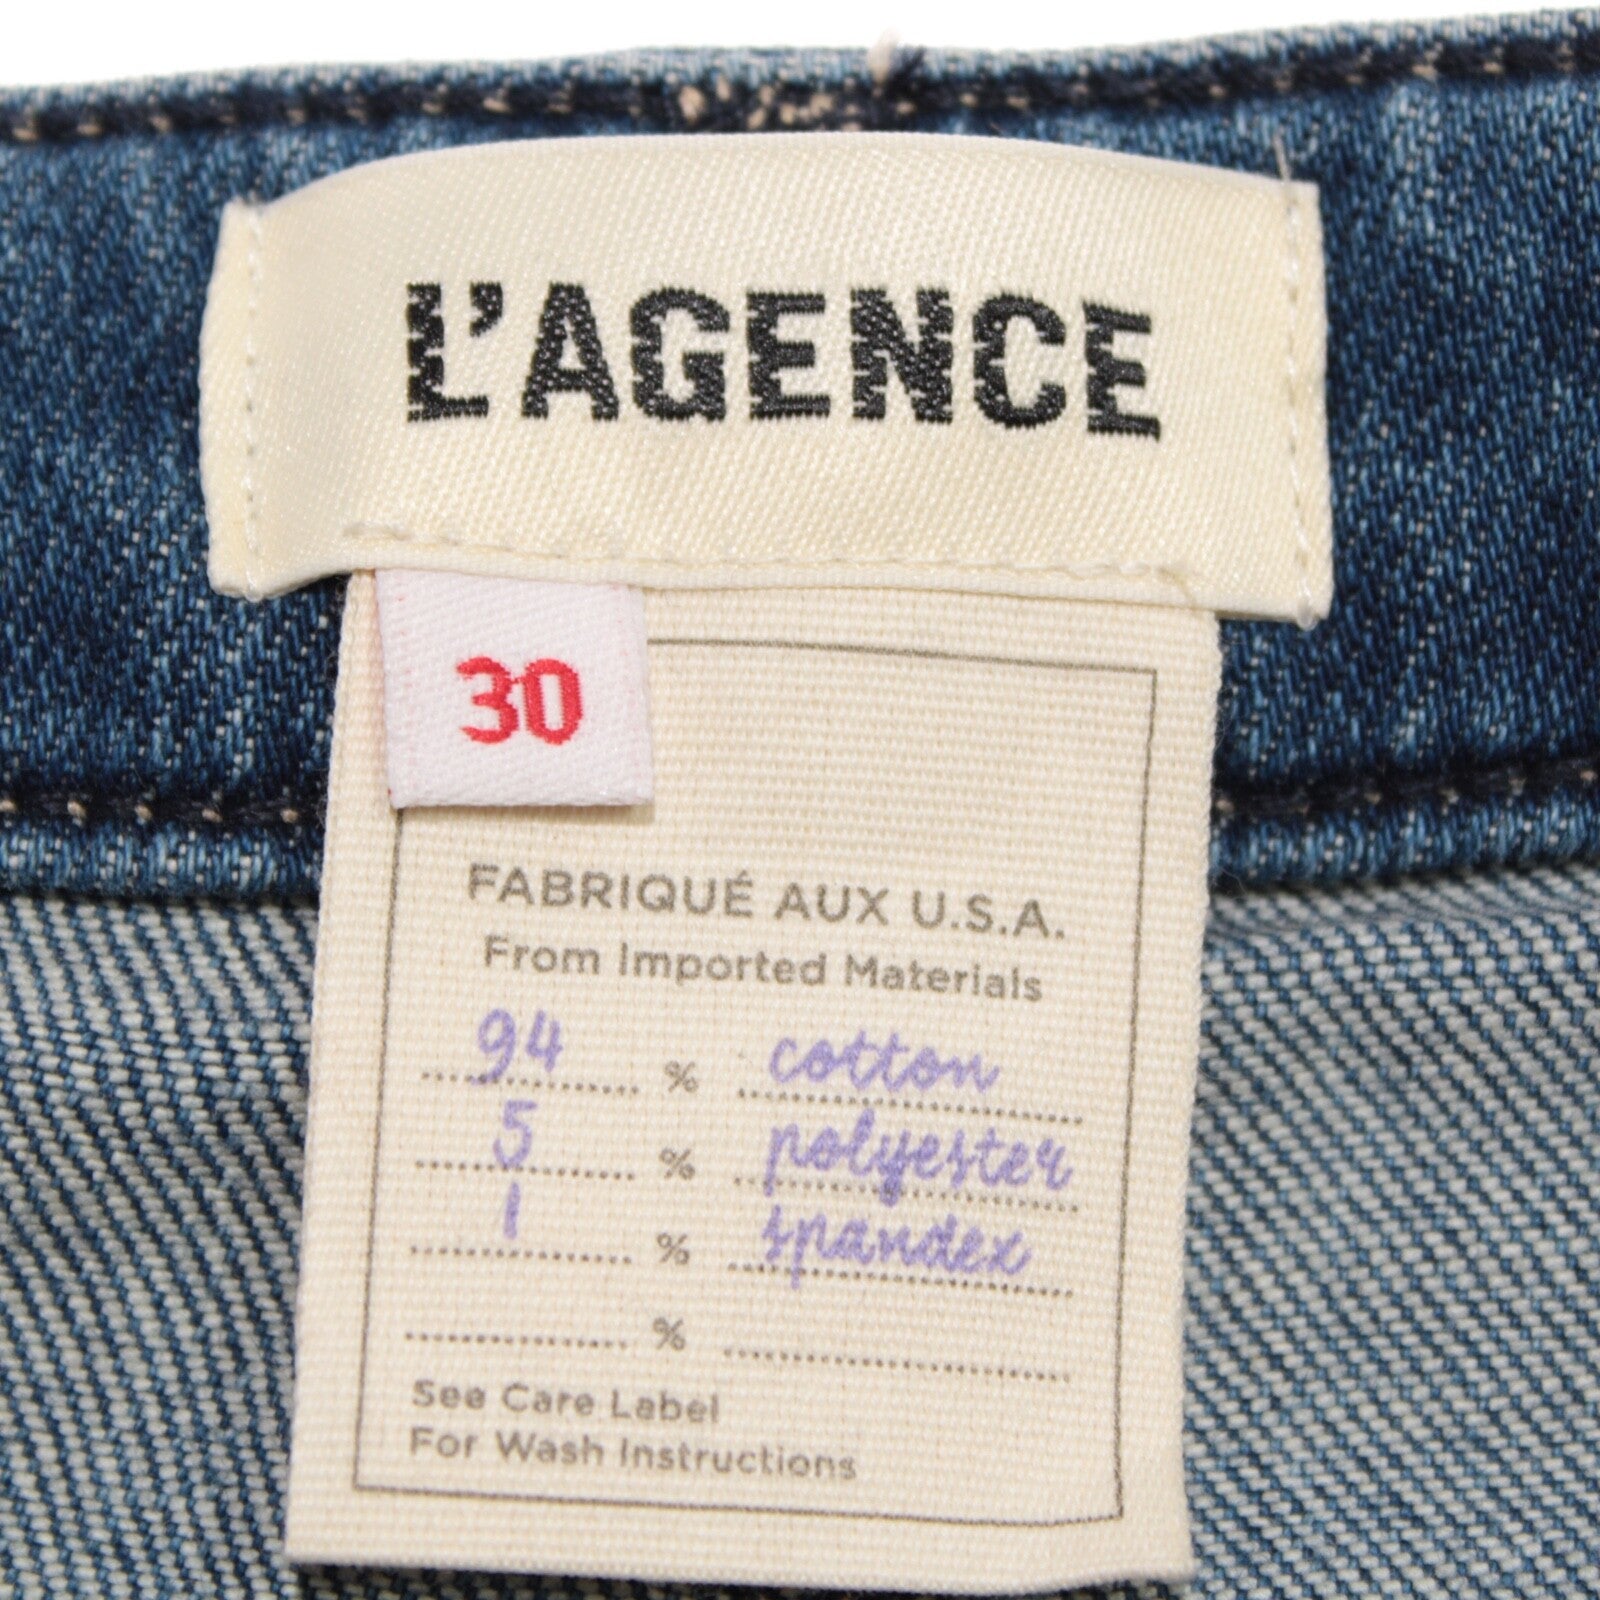 L'AGENCE
30
FABRIQUÉ AUX U.S.A.
From Imported Materials
94 % cotton
5 % polyester
1 % spandex
%
See Care Label
For Wash Instructions